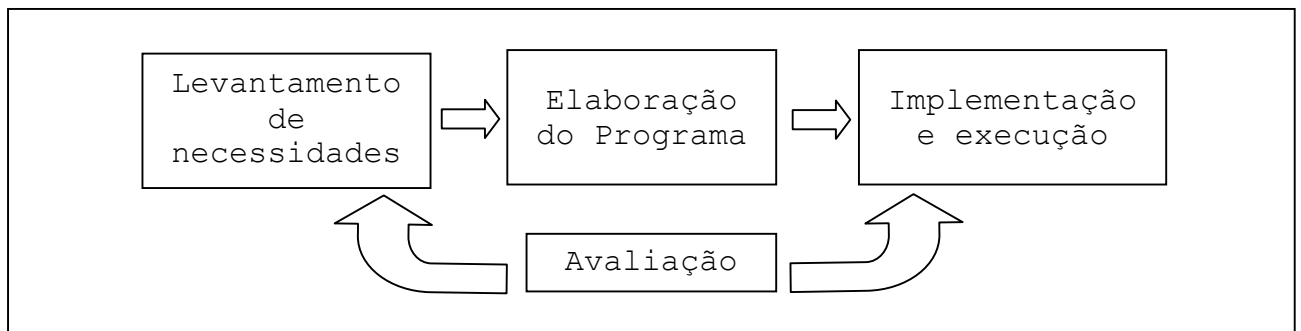 Levantamento
de
necessidades
Elaboração
do Programa
Implementação
e execução
Avaliação